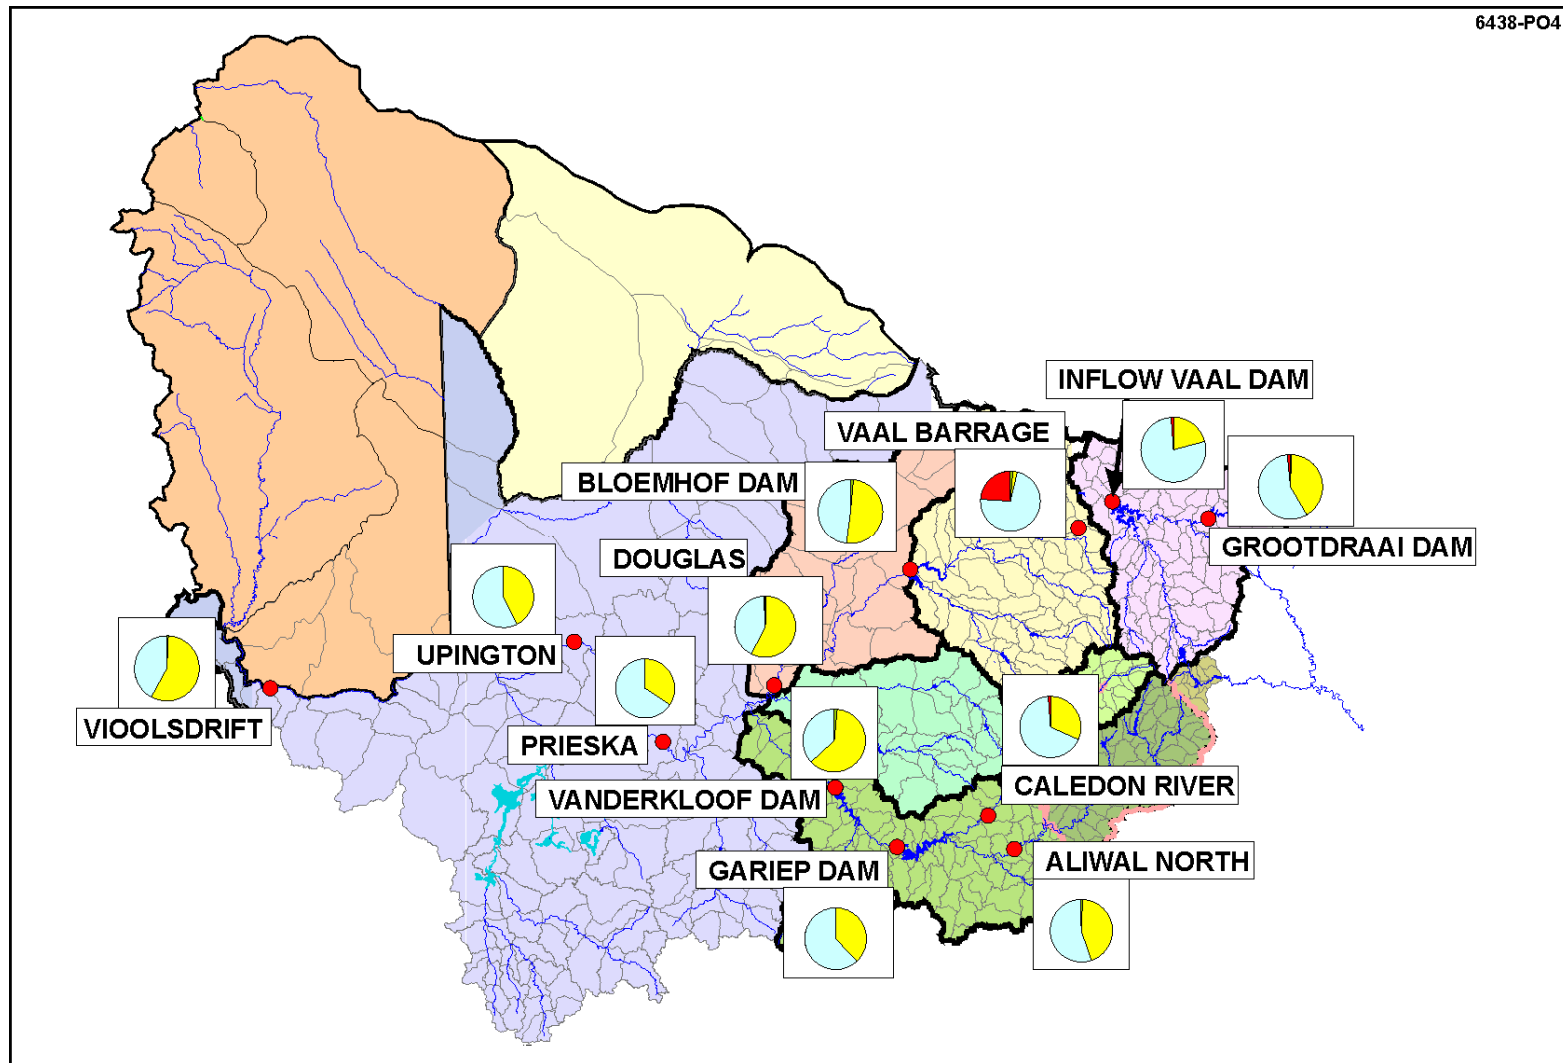 6438-PO4
INFLOW VAAL DAM
VAAL BARRAGE
BLOEMHOF DAM
GROOTDRAAI DAM
DOUGLAS
UPINGTON
VIOOLSDRIFT
PRIESKA
VANDERKLOOF DAM
CALEDON RIVER
GARIEP DAM
ALIWAL NORTH